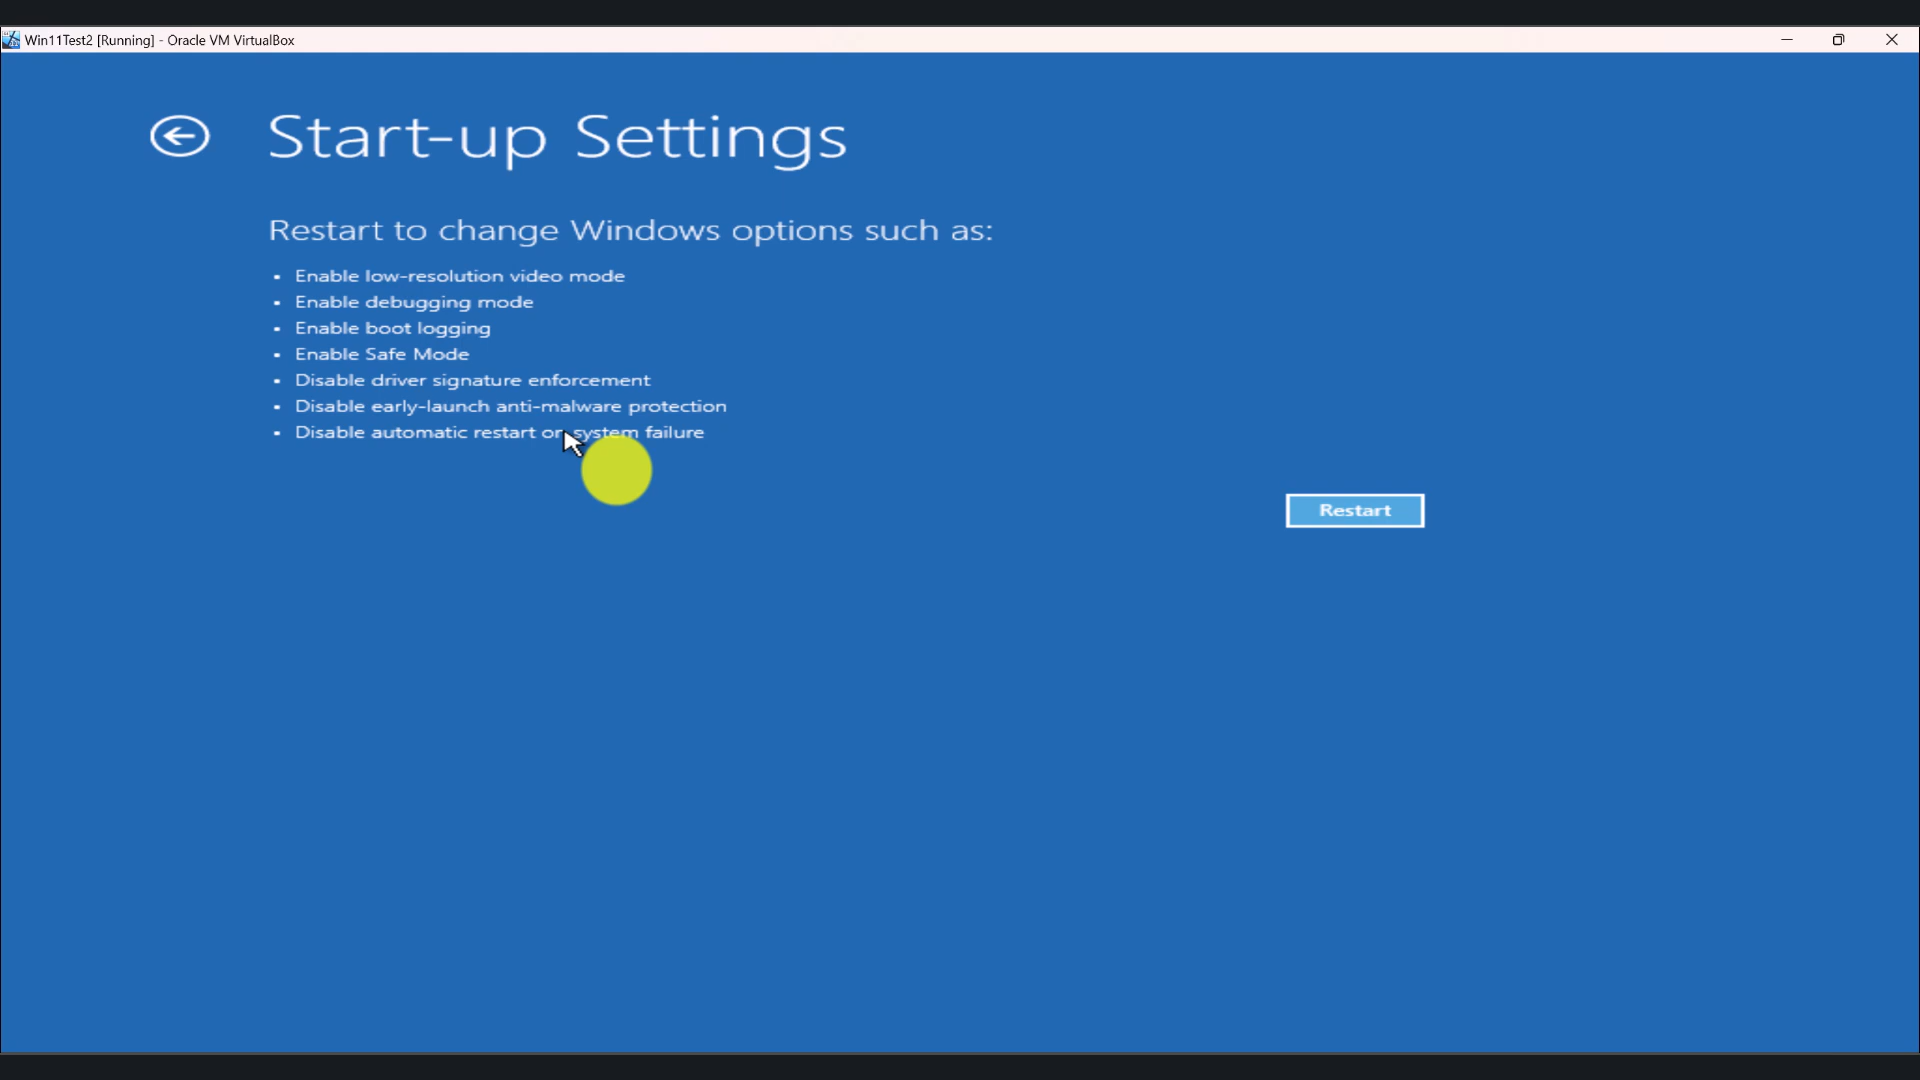 Win11Test2 [Running] - Oracle VM VirtualBox
Start-up Settings
Restart to change Windows options such as:
• Enable low-resolution video mode
• Enable debugging mode
• Enable boot logging
• Enable Safe Mode
• Disable driver signature enforcement
• Disable early-launch anti-malware protection
• Disable automatic restart on system failure
Restart